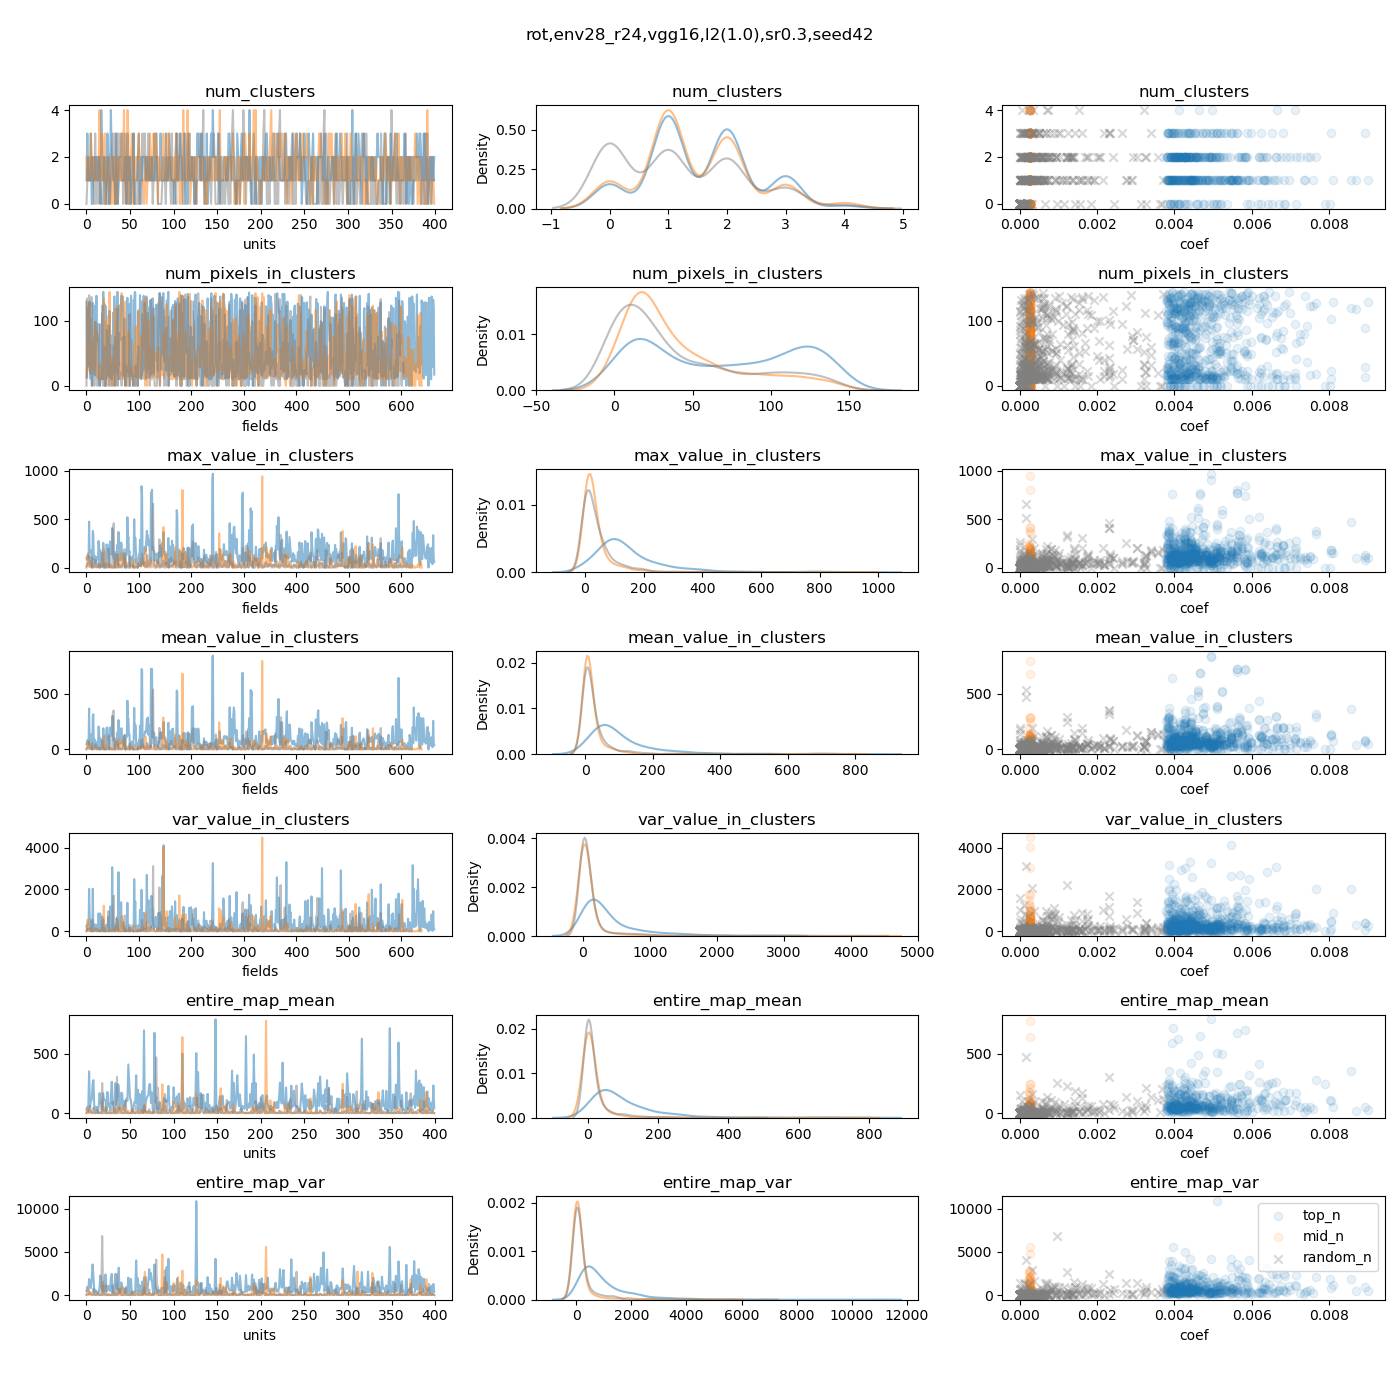 rot,env28_r24,vgg16,l2(1.0),sr0.3,seed42
num_clusters
num_clusters
num_clusters
4
2
0
0 50 100 150 200 250 300 350 400
units
Density
0.50
0.25
0.00
−1 0 1 2 3 4 5
4
2
0
0.000 0.002 0.004 0.006 0.008
coef
num_pixels_in_clusters
num_pixels_in_clusters
num_pixels_in_clusters
100
0
0 100 200 300 400 500 600
fields
Density
0.01
0.00
−50 0 50 100 150
100
0
0.000 0.002 0.004 0.006 0.008
coef
max_value_in_clusters
max_value_in_clusters
max_value_in_clusters
1000
500
0
0 100 200 300 400 500 600
fields
Density
0.01
0.00
0 200 400 600 800 1000
1000
500
0
0.000 0.002 0.004 0.006 0.008
coef
mean_value_in_clusters
mean_value_in_clusters
mean_value_in_clusters
500
0
0 100 200 300 400 500 600
fields
Density
0.02
0.01
0.00
0 200 400 600 800
500
0
0.000 0.002 0.004 0.006 0.008
coef
var_value_in_clusters
var_value_in_clusters
var_value_in_clusters
4000
2000
0
0 100 200 300 400 500 600
fields
Density
0.004
0.002
0.000
0 1000 2000 3000 4000 5000
4000
2000
0
0.000 0.002 0.004 0.006 0.008
coef
entire_map_mean
entire_map_mean
entire_map_mean
500
0
0 50 100 150 200 250 300 350 400
units
Density
0.02
0.01
0.00
0 200 400 600 800
500
0
0.000 0.002 0.004 0.006 0.008
coef
entire_map_var
entire_map_var
entire_map_var
10000
5000
0
0 50 100 150 200 250 300 350 400
units
Density
0.002
0.001
0.000
0 2000 4000 6000 8000 10000 12000
10000
5000
0
0.000 0.002 0.004 0.006 0.008
coef
top_n
mid_n
random_n